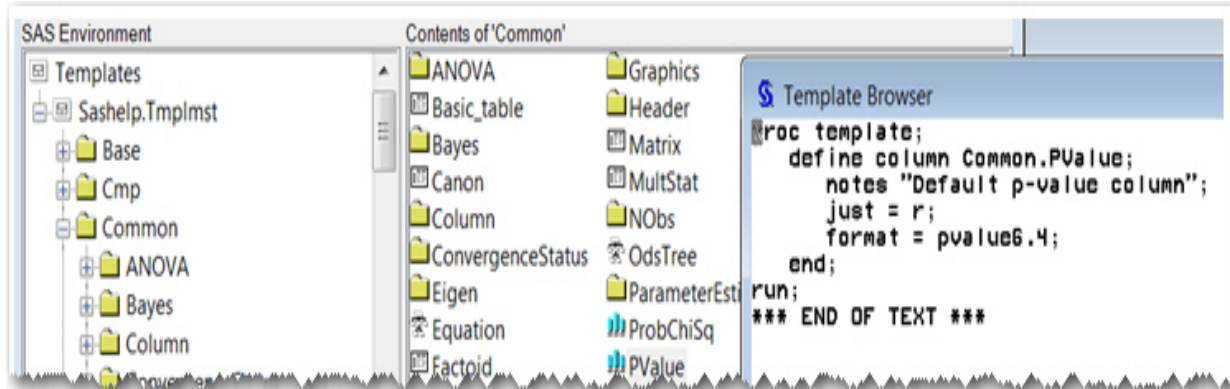 SAS Environment
Templates
Sashelp.Tmplmst
Base
Cmp
Common
ANOVA
Bayes
Column
Contents of 'Common'
ANOVA
Basic_table
Bayes
Canon
Column
ConvergenceStatus
Eigen
Equation
Factoid
Graphics
Header
Matrix
MultStat
NObs
OdsTree
ParameterEsti
ProbChiSq
PValue
Template Browser
proc template;
define column Common.PValue;
notes "Default p-value column";
just = r;
format = pvalue6.4;
end;
run;
*** END OF TEXT ***